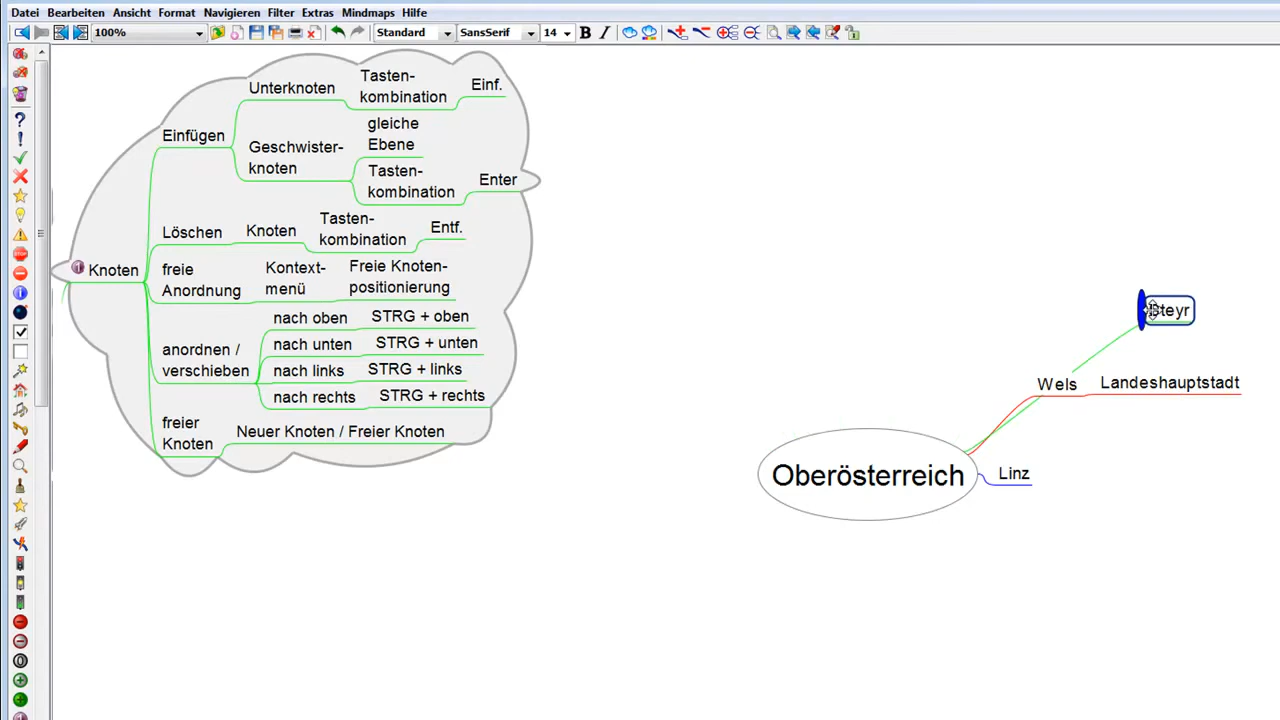 Datei Bearbeiten Ansicht Format Navigieren Filter Extras Mindmaps Hilfe
100% Standard SansSerif 14 B I
Knoten
Einfügen
Unterknoten
Tasten-
kombination
Einf.
Geschwister-
knoten
gleiche
Ebene
Tasten-
kombination
Enter
Löschen
Knoten
Tasten-
kombination
Entf.
freie
Anordnung
Kontext-
menü
Freie Knoten-
positionierung
anordnen /
verschieben
nach oben STRG + oben
nach unten STRG + unten
nach links STRG + links
nach rechts STRG + rechts
freier
Knoten
Neuer Knoten / Freier Knoten
Steyr
Wels Landeshauptstadt
Oberösterreich
Linz